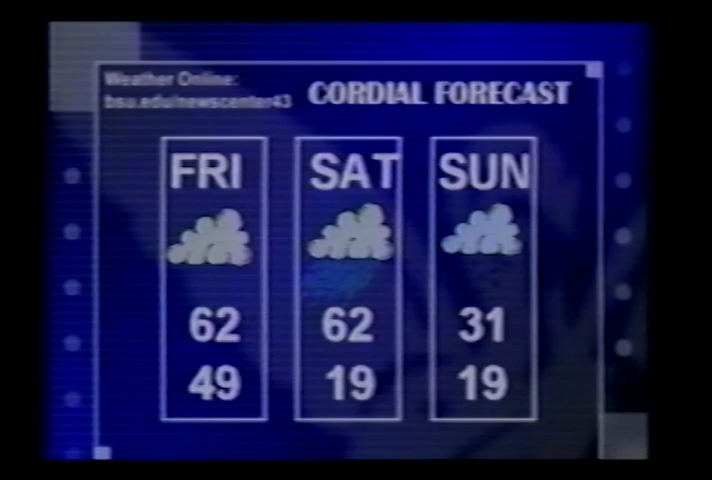 Weather Online:
bsu.edu/newscenter43
CORDIAL FORECAST
FRI SAT SUN
62 62 31
49 19 19